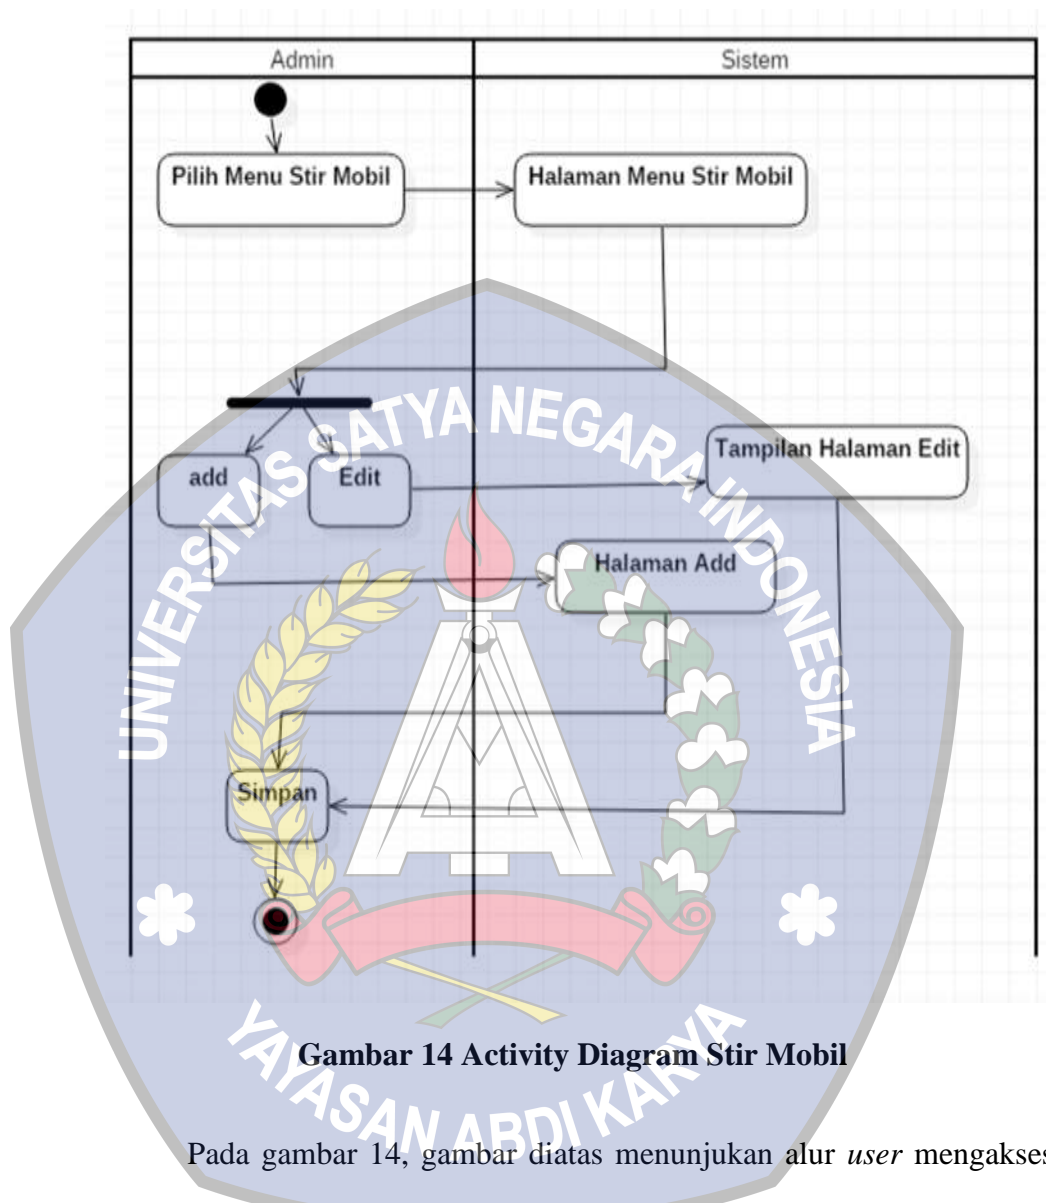 Admin
Sistem
Pilih Menu Stir Mobil
Halaman Menu Stir Mobil
add
Edit
Tampilan Halaman Edit
Halaman Add
Simpan
UNIVERSITAS SATYA NEGARA INDONESIA
YAYASAN ABDI KARYA
Gambar 14 Activity Diagram Stir Mobil
Pada gambar 14, gambar diatas menunjukan alur user mengakses